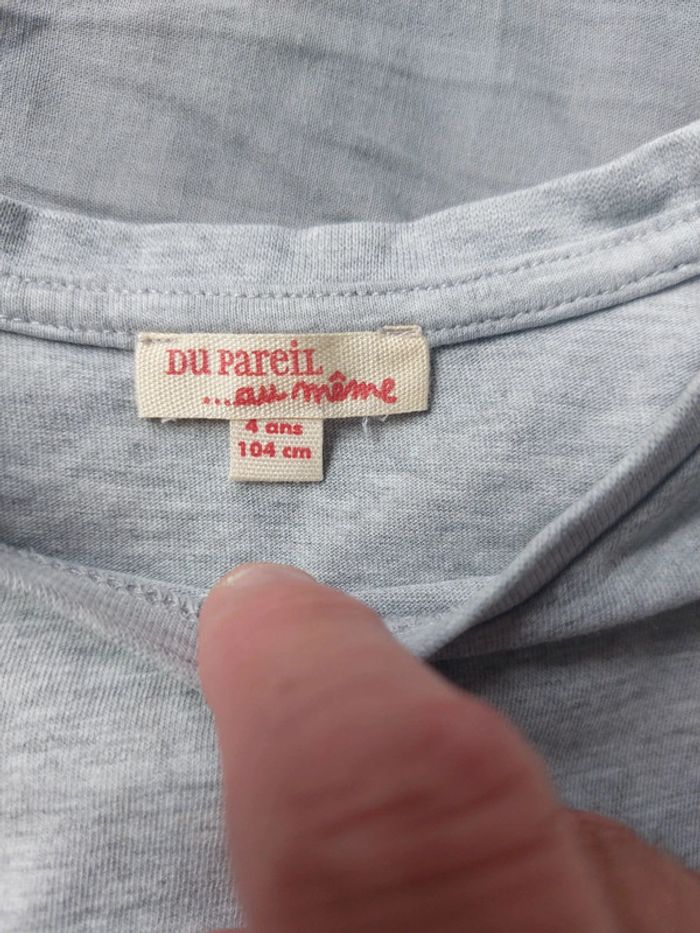 DU PAREIL
...au même
4 ans
104 cm